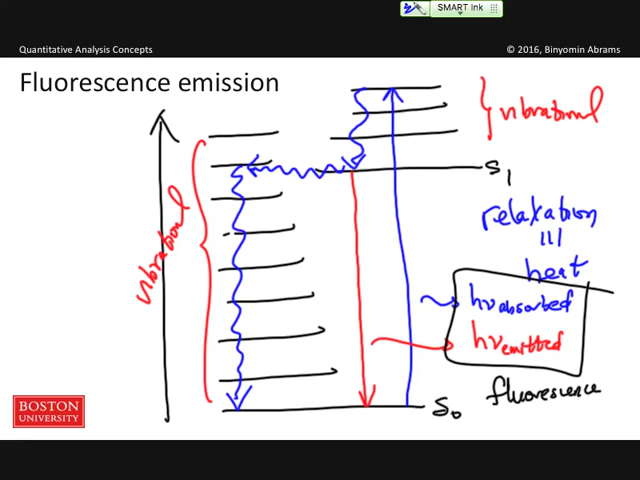 SMART Ink
Quantitative Analysis Concepts
© 2016, Binyomin Abrams
Fluorescence emission
vibrational
S1
relaxation
heat
hνabsorbed
hνemitted
fluorescence
vibrational
S0
BOSTON
UNIVERSITY